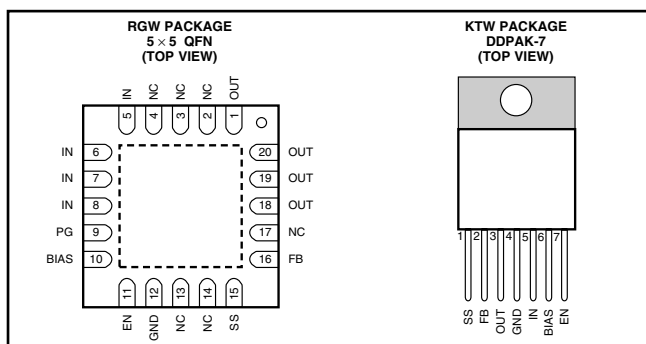 RGW PACKAGE
5 × 5 QFN
(TOP VIEW)
IN
NC
NC
NC
OUT
5
4
3
2
1
IN 6
IN 7
IN 8
PG 9
BIAS 10
20 OUT
19 OUT
18 OUT
17 NC
16 FB
11
12
13
14
15
EN
GND
NC
NC
SS
KTW PACKAGE
DDPAK-7
(TOP VIEW)
1 2 3 4 5 6 7
SS
FB
OUT
GND
IN
BIAS
EN